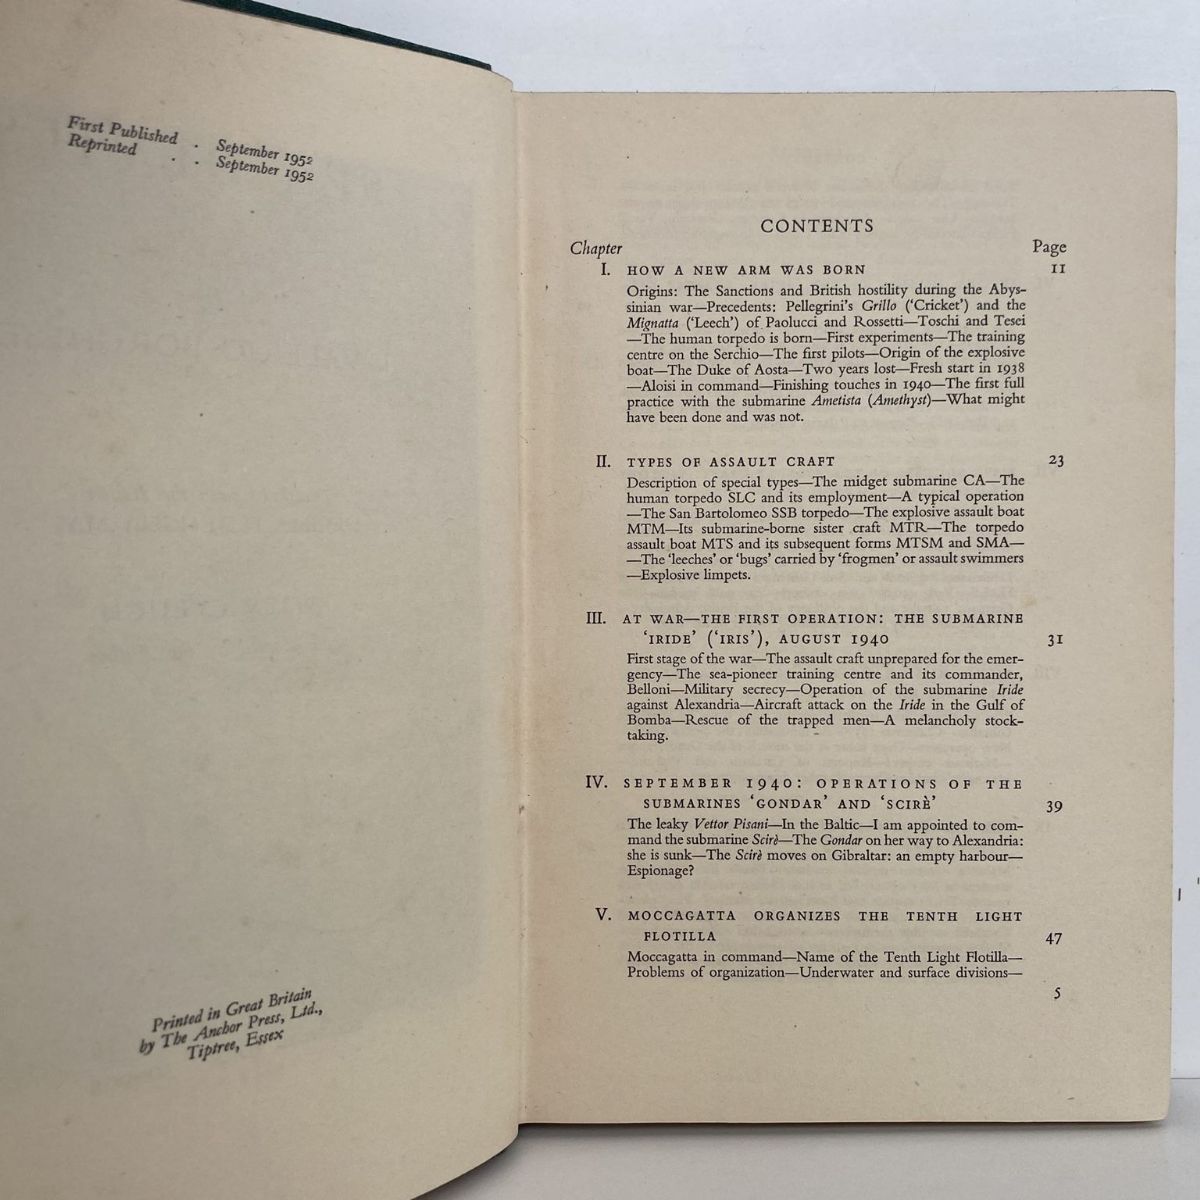 First Published . September 1952
Reprinted . . September 1952
Printed in Great Britain
by The Anchor Press, Ltd.,
Tiptree, Essex
CONTENTS
Chapter Page
I. HOW A NEW ARM WAS BORN 11
Origins: The Sanctions and British hostility during the Abys-
sinian war—Precedents: Pellegrini's Grillo ('Cricket') and the
Mignatta ('Leech') of Paolucci and Rossetti—Toschi and Tesei
—The human torpedo is born—First experiments—The training
centre on the Serchio—The first pilots—Origin of the explosive
boat—The Duke of Aosta—Two years lost—Fresh start in 1938
—Aloisi in command—Finishing touches in 1940—The first full
practice with the submarine Ametista (Amethyst)—What might
have been done and was not.
II. TYPES OF ASSAULT CRAFT 23
Description of special types—The midget submarine CA—The
human torpedo SLC and its employment—A typical operation
—The San Bartolomeo SSB torpedo—The explosive assault boat
MTM—Its submarine-borne sister craft MTR—The torpedo
assault boat MTS and its subsequent forms MTSM and SMA—
—The 'leeches' or 'bugs' carried by 'frogmen' or assault swimmers
—Explosive limpets.
III. AT WAR—THE FIRST OPERATION: THE SUBMARINE
'IRIDE' ('IRIS'), AUGUST 1940 31
First stage of the war—The assault craft unprepared for the emer-
gency—The sea-pioneer training centre and its commander,
Belloni—Military secrecy—Operation of the submarine Iride
against Alexandria—Aircraft attack on the Iride in the Gulf of
Bomba—Rescue of the trapped men—A melancholy stock-
taking.
IV. SEPTEMBER 1940: OPERATIONS OF THE
SUBMARINES 'GONDAR' AND 'SCIRÈ' 39
The leaky Vettor Pisani—In the Baltic—I am appointed to com-
mand the submarine Scirè—The Gondar on her way to Alexandria:
she is sunk—The Scirè moves on Gibraltar: an empty harbour—
Espionage?
V. MOCCAGATTA ORGANIZES THE TENTH LIGHT
FLOTILLA 47
Moccagatta in command—Name of the Tenth Light Flotilla—
Problems of organization—Underwater and surface divisions—
5